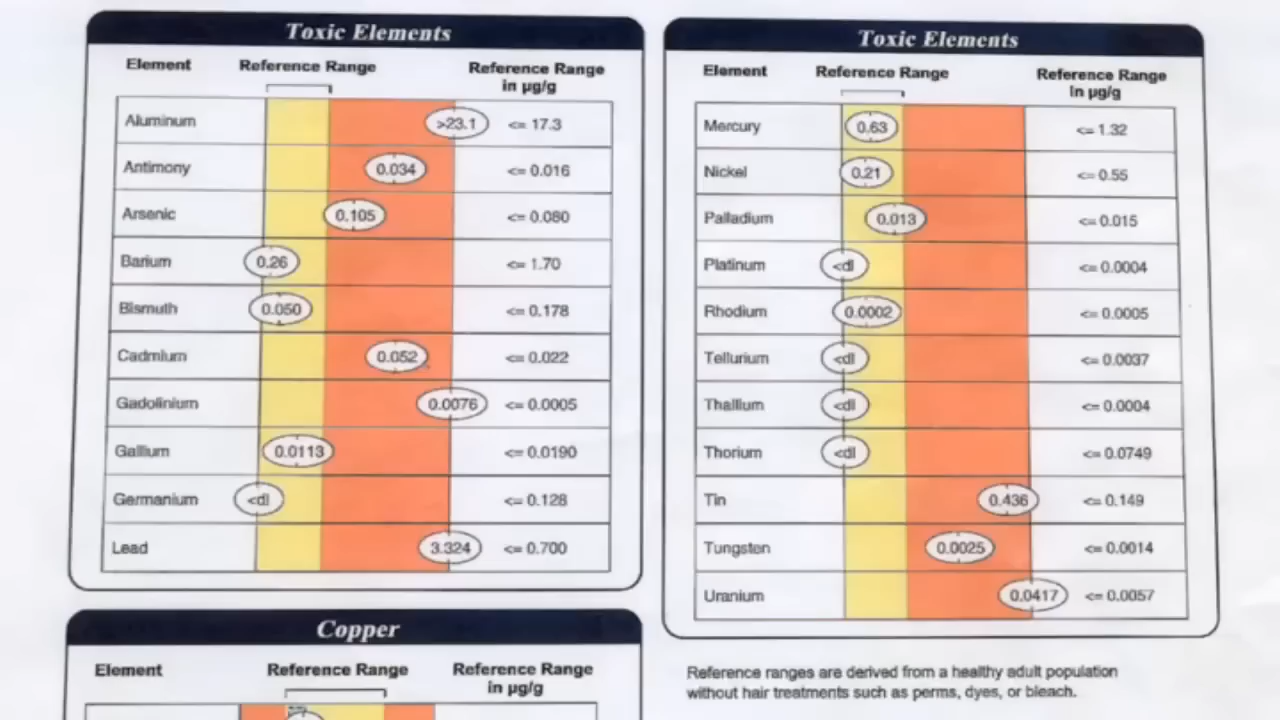 Toxic Elements
Element Reference Range Reference Range
in µg/g
Aluminum >23.1 <= 17.3
Antimony 0.034 <= 0.016
Arsenic 0.105 <= 0.080
Barium 0.26 <= 1.70
Bismuth 0.050 <= 0.178
Cadmium 0.052 <= 0.022
Gadolinium 0.0076 <= 0.0005
Gallium 0.0113 <= 0.0190
Germanium <dl <= 0.128
Lead 3.324 <= 0.700
Toxic Elements
Element Reference Range Reference Range
in µg/g
Mercury 0.63 <= 1.32
Nickel 0.21 <= 0.55
Palladium 0.013 <= 0.015
Platinum <dl <= 0.0004
Rhodium 0.0002 <= 0.0005
Tellurium <dl <= 0.0037
Thallium <dl <= 0.0004
Thorium <dl <= 0.0749
Tin 0.436 <= 0.149
Tungsten 0.0025 <= 0.0014
Uranium 0.0417 <= 0.0057
Copper
Element Reference Range Reference Range
in µg/g
Reference ranges are derived from a healthy adult population
without hair treatments such as perms, dyes, or bleach.